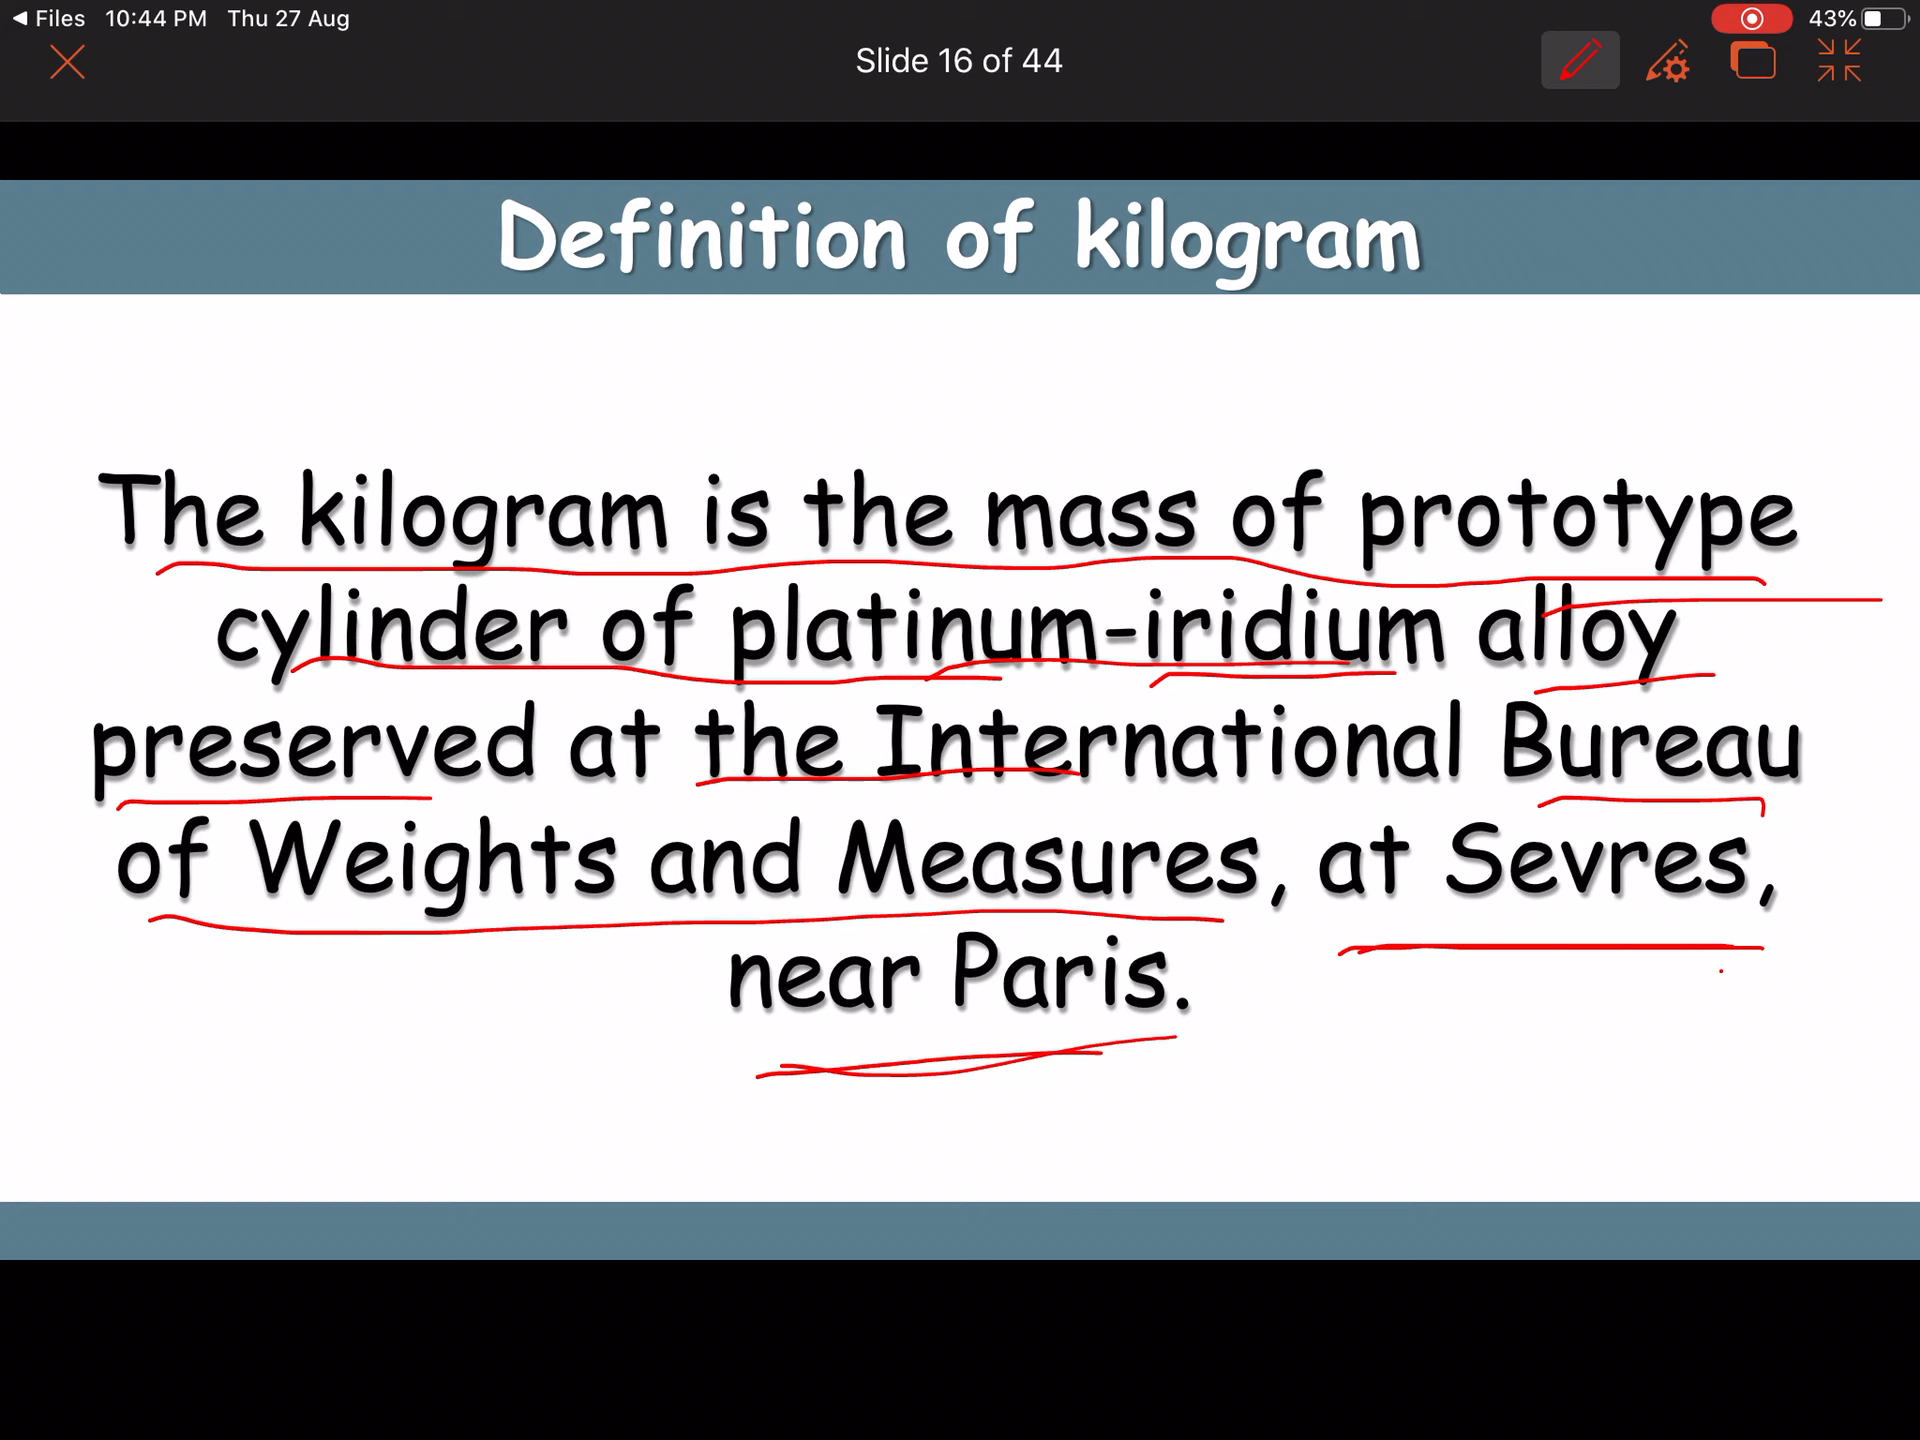 Files 10:44 PM Thu 27 Aug 43%
Slide 16 of 44
Definition of kilogram
The kilogram is the mass of prototype
cylinder of platinum-iridium alloy
preserved at the International Bureau
of Weights and Measures, at Sevres,
near Paris.